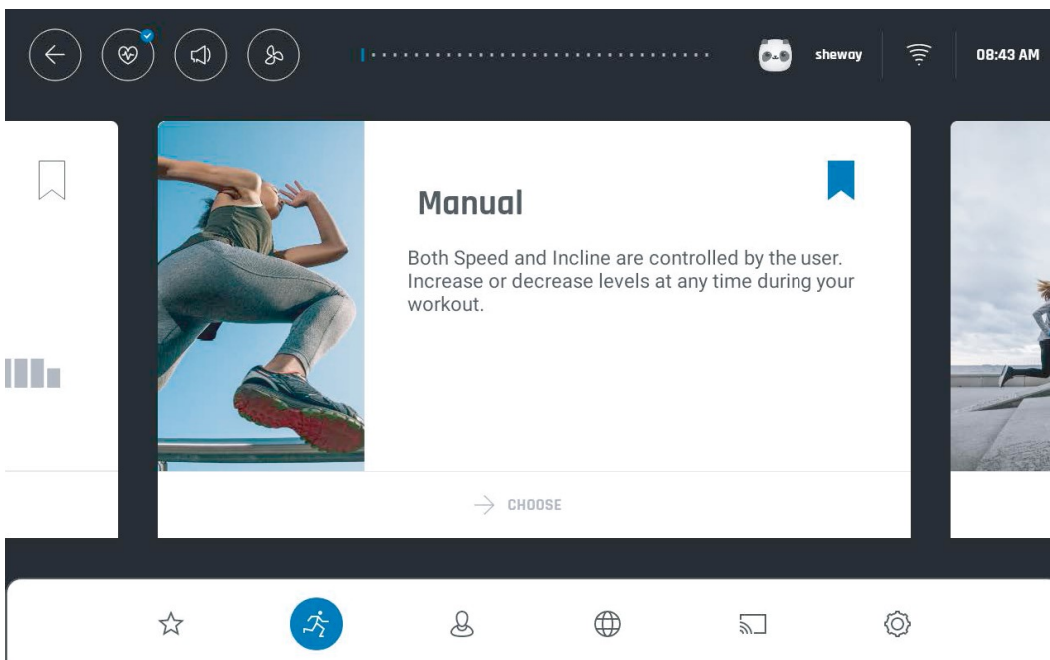 sheway
08:43 AM
Manual
Both Speed and Incline are controlled by the user.
Increase or decrease levels at any time during your
workout.
CHOOSE